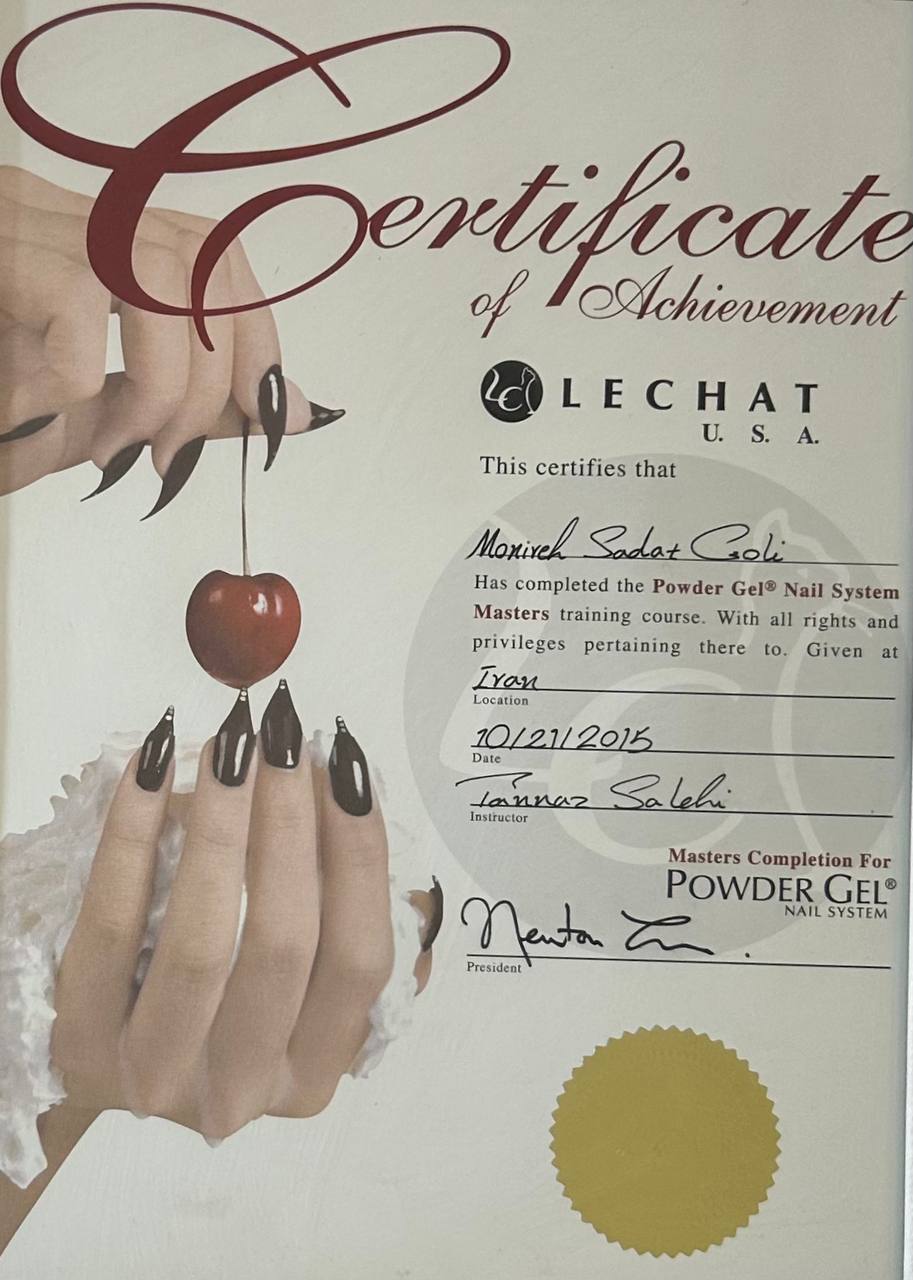 Certificate
of Achievement
LECHAT
U. S. A.
This certifies that
Monireh Sadat Goli
Has completed the Powder Gel® Nail System
Masters training course. With all rights and
privileges pertaining there to. Given at
Iran
Location
10/21/2015
Date
Tannaz Salehi
Instructor
Masters Completion For
POWDER GEL®
NAIL SYSTEM
Newton
President